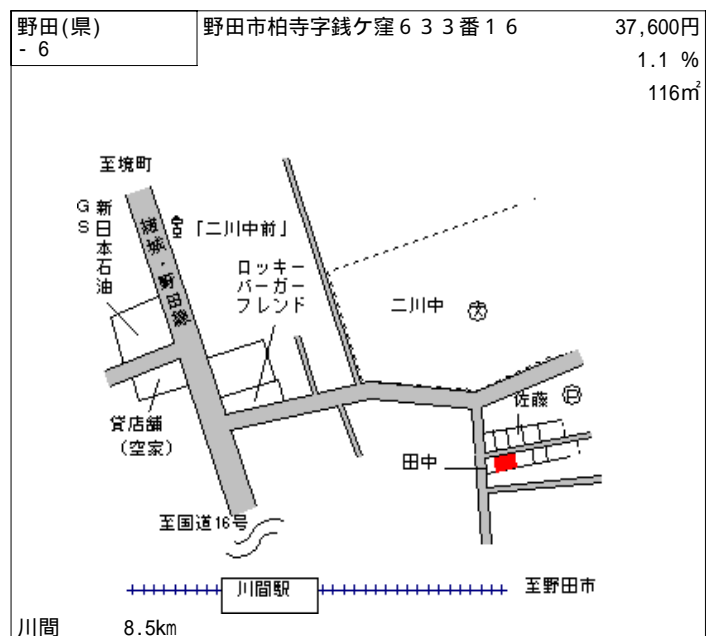 野田(県)
- 6
野田市柏寺字銭ケ窪６３３番１６
37,600円
1.1 %
116㎡
至境町
新日本石油
ＧＳ
結城・野田線
「二川中前」
ロッキー
バーガー
フレンド
二川中
貸店舗
(空家)
佐藤
田中
至国道16号
川間駅
至野田市
川間
8.5km